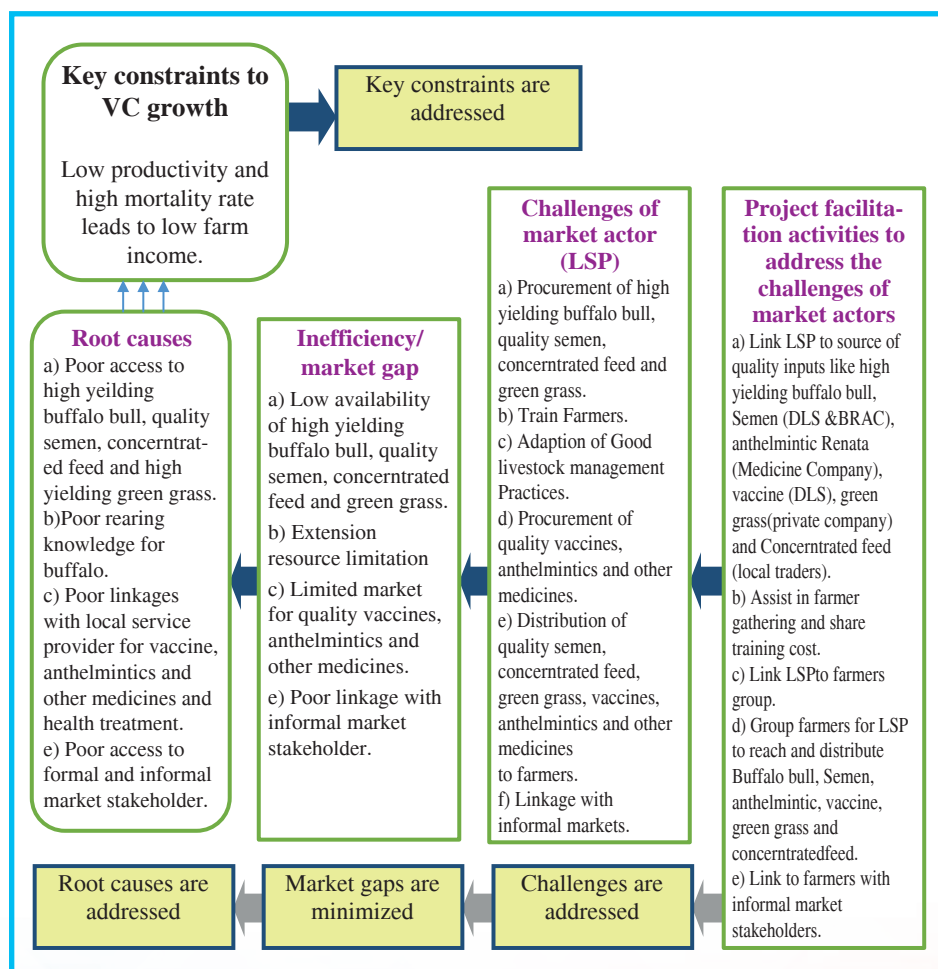 Key constraints to
VC growth
Low productivity and
high mortality rate
leads to low farm
income.
Key constraints are
addressed
Root causes
a) Poor access to
high yeilding
buffalo bull, quality
semen, concerntrat-
ed feed and high
yielding green grass.
b)Poor rearing
knowledge for
buffalo.
c) Poor linkages
with local service
provider for vaccine,
anthelmintics and
other medicines and
health treatment.
e) Poor access to
formal and informal
market stakeholder.
Inefficiency/
market gap
a) Low availability
of high yielding
buffalo bull, quality
semen, concerntrated
feed and green grass.
b) Extension
resource limitation
c) Limited market
for quality vaccines,
anthelmintics and
other medicines.
e) Poor linkage with
informal market
stakeholder.
Challenges of
market actor
(LSP)
a) Procurement of high
yielding buffalo bull,
quality semen,
concerntrated feed and
green grass.
b) Train Farmers.
c) Adaption of Good
livestock management
Practices.
d) Procurement of
quality vaccines,
anthelmintics and other
medicines.
e) Distribution of
quality semen,
concerntrated feed,
green grass, vaccines,
anthelmintics and other
medicines
to farmers.
f) Linkage with
informal markets.
Project facilita-
tion activities to
address the
challenges of
market actors
a) Link LSP to source of
quality inputs like high
yielding buffalo bull,
Semen (DLS &BRAC),
anthelmintic Renata
(Medicine Company),
vaccine (DLS), green
grass(private company)
and Concerntrated feed
(local traders).
b) Assist in farmer
gathering and share
training cost.
c) Link LSPto farmers
group.
d) Group farmers for LSP
to reach and distribute
Buffalo bull, Semen,
anthelmintic, vaccine,
green grass and
concerntratedfeed.
e) Link to farmers with
informal market
stakeholders.
Root causes are
addressed
Market gaps are
minimized
Challenges are
addressed